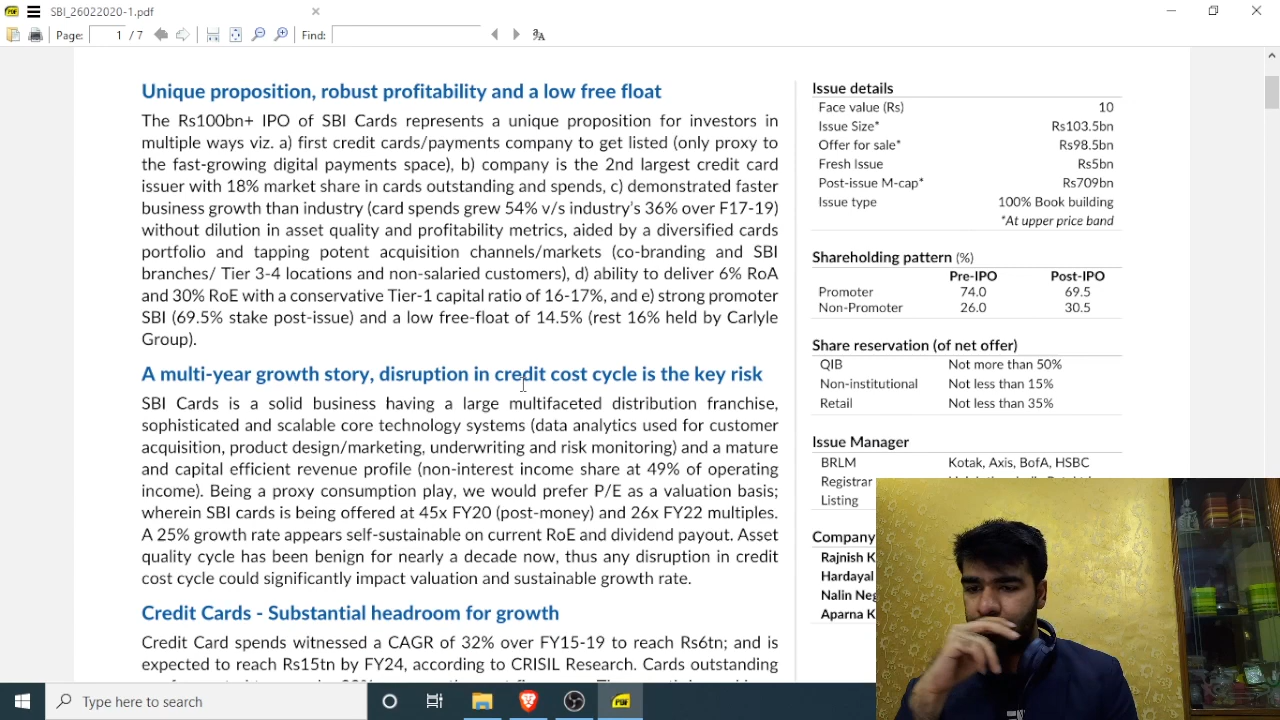 SBI_26022020-1.pdf
Page: 1 / 7 Find:
Unique proposition, robust profitability and a low free float
The Rs100bn+ IPO of SBI Cards represents a unique proposition for investors in
multiple ways viz. a) first credit cards/payments company to get listed (only proxy to
the fast-growing digital payments space), b) company is the 2nd largest credit card
issuer with 18% market share in cards outstanding and spends, c) demonstrated faster
business growth than industry (card spends grew 54% v/s industry's 36% over F17-19)
without dilution in asset quality and profitability metrics, aided by a diversified cards
portfolio and tapping potent acquisition channels/markets (co-branding and SBI
branches/ Tier 3-4 locations and non-salaried customers), d) ability to deliver 6% RoA
and 30% RoE with a conservative Tier-1 capital ratio of 16-17%, and e) strong promoter
SBI (69.5% stake post-issue) and a low free-float of 14.5% (rest 16% held by Carlyle
Group).
A multi-year growth story, disruption in credit cost cycle is the key risk
SBI Cards is a solid business having a large multifaceted distribution franchise,
sophisticated and scalable core technology systems (data analytics used for customer
acquisition, product design/marketing, underwriting and risk monitoring) and a mature
and capital efficient revenue profile (non-interest income share at 49% of operating
income). Being a proxy consumption play, we would prefer P/E as a valuation basis;
wherein SBI cards is being offered at 45x FY20 (post-money) and 26x FY22 multiples.
A 25% growth rate appears self-sustainable on current RoE and dividend payout. Asset
quality cycle has been benign for nearly a decade now, thus any disruption in credit
cost cycle could significantly impact valuation and sustainable growth rate.
Credit Cards - Substantial headroom for growth
Credit Card spends witnessed a CAGR of 32% over FY15-19 to reach Rs6tn; and is
expected to reach Rs15tn by FY24, according to CRISIL Research. Cards outstanding
Issue details
Face value (Rs) 10
Issue Size* Rs103.5bn
Offer for sale* Rs98.5bn
Fresh Issue Rs5bn
Post-issue M-cap* Rs709bn
Issue type 100% Book building
*At upper price band
Shareholding pattern (%)
Pre-IPO Post-IPO
Promoter 74.0 69.5
Non-Promoter 26.0 30.5
Share reservation (of net offer)
QIB Not more than 50%
Non-institutional Not less than 15%
Retail Not less than 35%
Issue Manager
BRLM Kotak, Axis, BofA, HSBC
Registrar
Listing
Company
Rajnish K
Hardayal
Nalin Neg
Aparna K
Type here to search